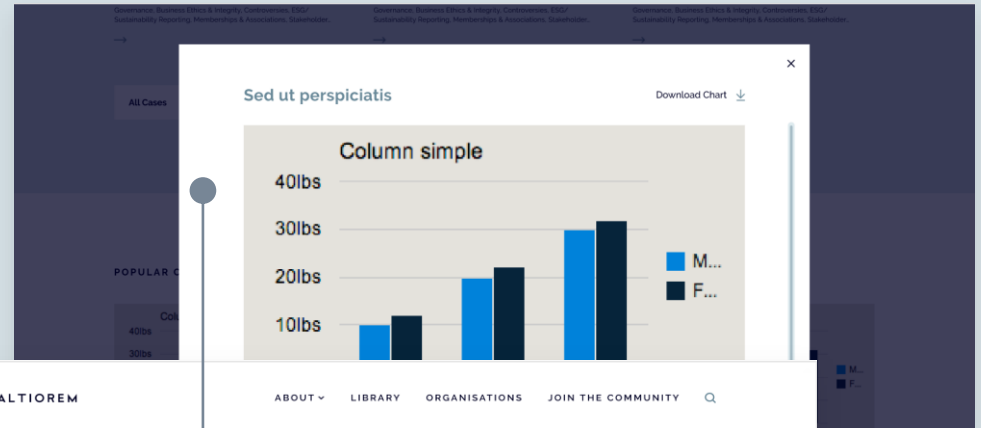 Governance, Business Ethics & Integrity, Controversies, ESG/
Sustainability Reporting, Memberships & Associations, Stakeholder,
Governance, Business Ethics & Integrity, Controversies, ESG/
Sustainability Reporting, Memberships & Associations, Stakeholder,
Governance, Business Ethics & Integrity, Controversies, ESG/
Sustainability Reporting, Memberships & Associations, Stakeholder,
All Cases
Sed ut perspiciatis
Download Chart
Column simple
40lbs
30lbs
20lbs
10lbs
M...
F...
POPULAR
40lbs
30lbs
M...
F...
ALTIOREM
ABOUT
LIBRARY
ORGANISATIONS
JOIN THE COMMUNITY